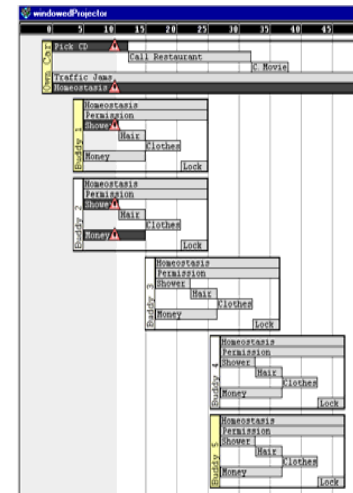 windowedProjector
0 5 10 15 20 25 30 35 40 45
Own Car
Pick CD
Call Restaurant
C. Movie
Traffic Jams
Homeostasis
Buddy 1
Homeostasis
Permission
Shower
Hair
Clothes
Money
Lock
Buddy 2
Homeostasis
Permission
Shower
Hair
Clothes
Money
Lock
Buddy 3
Homeostasis
Permission
Shower
Hair
Clothes
Money
Lock
Buddy 4
Homeostasis
Permission
Shower
Hair
Clothes
Money
Lock
Buddy 5
Homeostasis
Permission
Shower
Hair
Clothes
Money
Lock